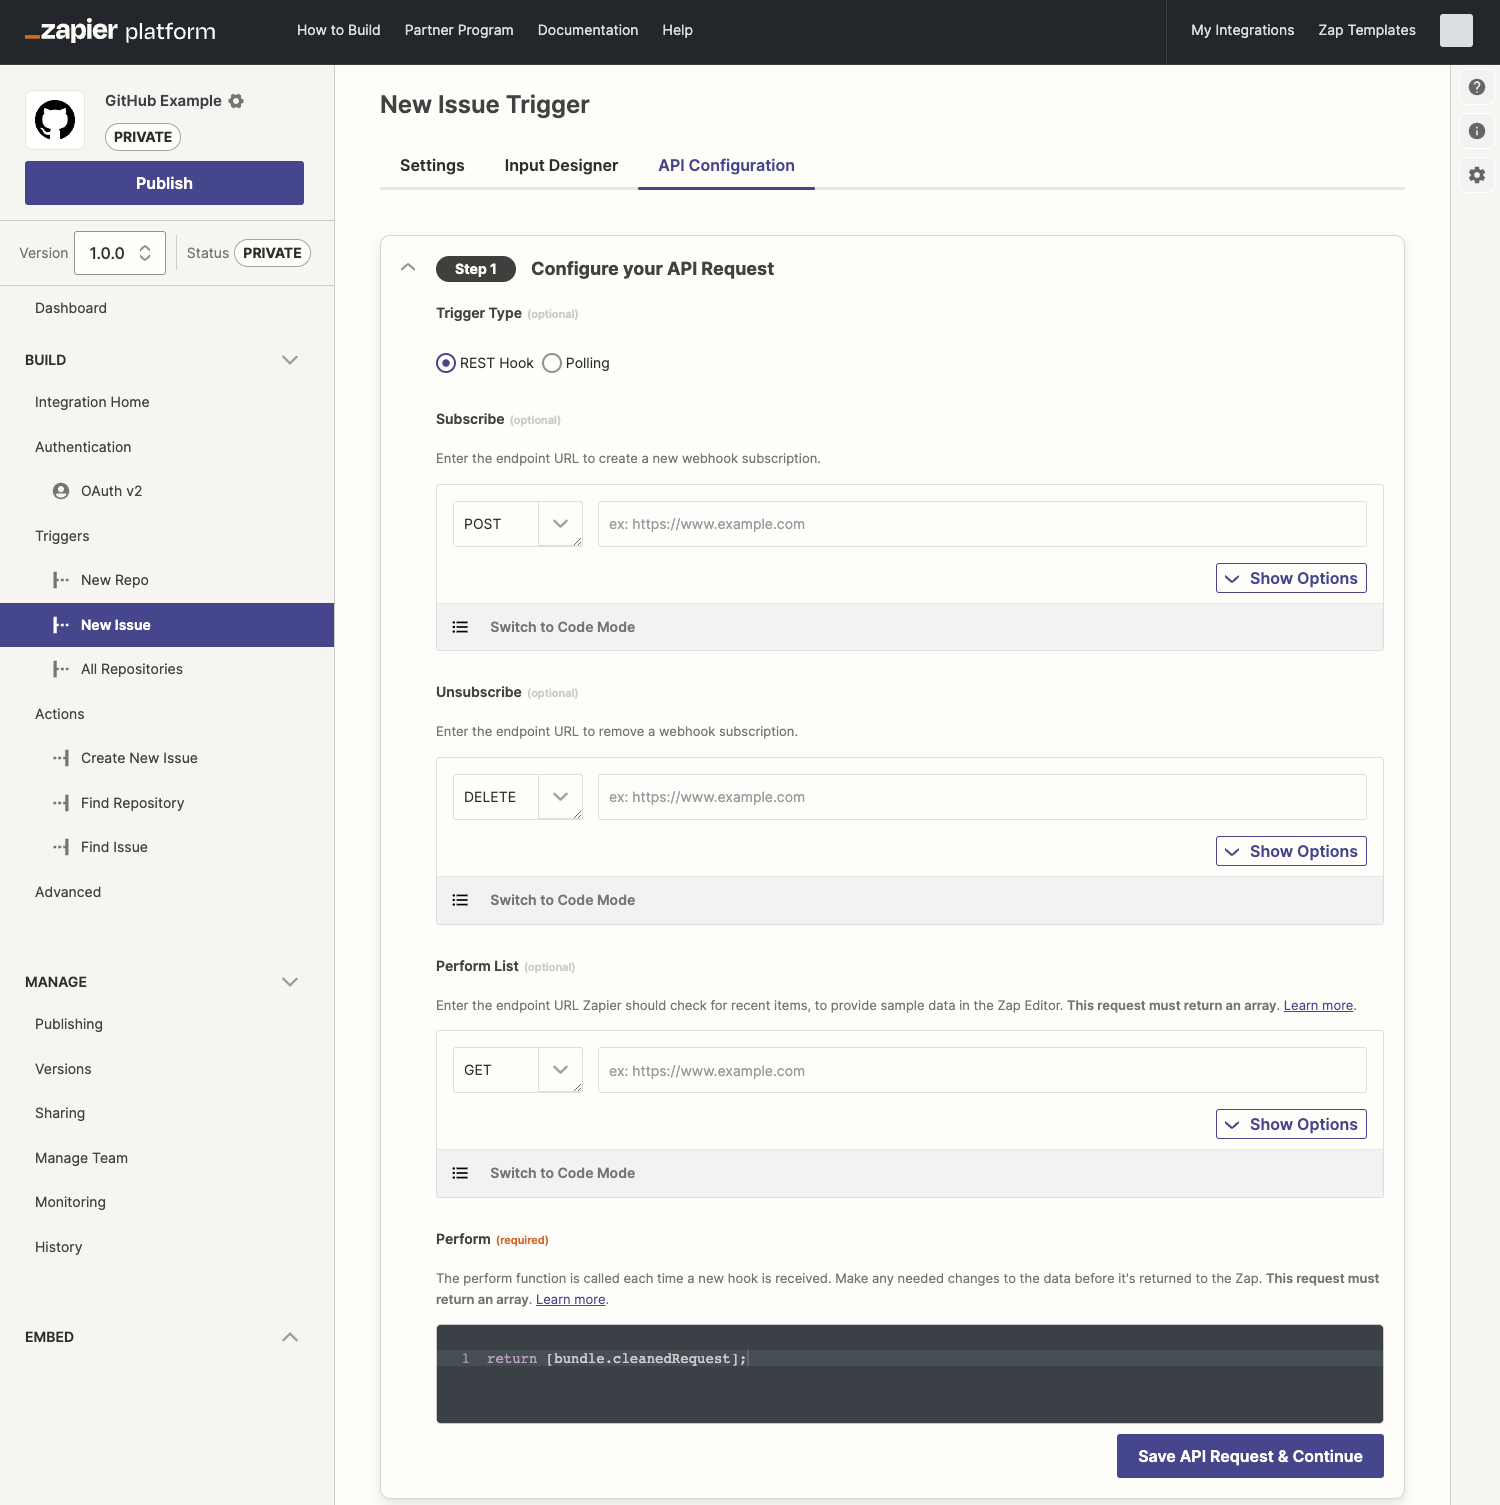 zapier platform
How to Build
Partner Program
Documentation
Help
My Integrations
Zap Templates
GitHub Example
PRIVATE
Publish
Version 1.0.0 Status PRIVATE
Dashboard
BUILD
Integration Home
Authentication
OAuth v2
Triggers
New Repo
New Issue
All Repositories
Actions
Create New Issue
Find Repository
Find Issue
Advanced
MANAGE
Publishing
Versions
Sharing
Manage Team
Monitoring
History
EMBED
New Issue Trigger
Settings
Input Designer
API Configuration
Step 1 Configure your API Request
Trigger Type (optional)
REST Hook Polling
Subscribe (optional)
Enter the endpoint URL to create a new webhook subscription.
POST ex: https://www.example.com
Show Options
Switch to Code Mode
Unsubscribe (optional)
Enter the endpoint URL to remove a webhook subscription.
DELETE ex: https://www.example.com
Show Options
Switch to Code Mode
Perform List (optional)
Enter the endpoint URL Zapier should check for recent items, to provide sample data in the Zap Editor. This request must return an array. Learn more.
GET ex: https://www.example.com
Show Options
Switch to Code Mode
Perform (required)
The perform function is called each time a new hook is received. Make any needed changes to the data before it's returned to the Zap. This request must
return an array. Learn more.
1 return [bundle.cleanedRequest];
Save API Request & Continue